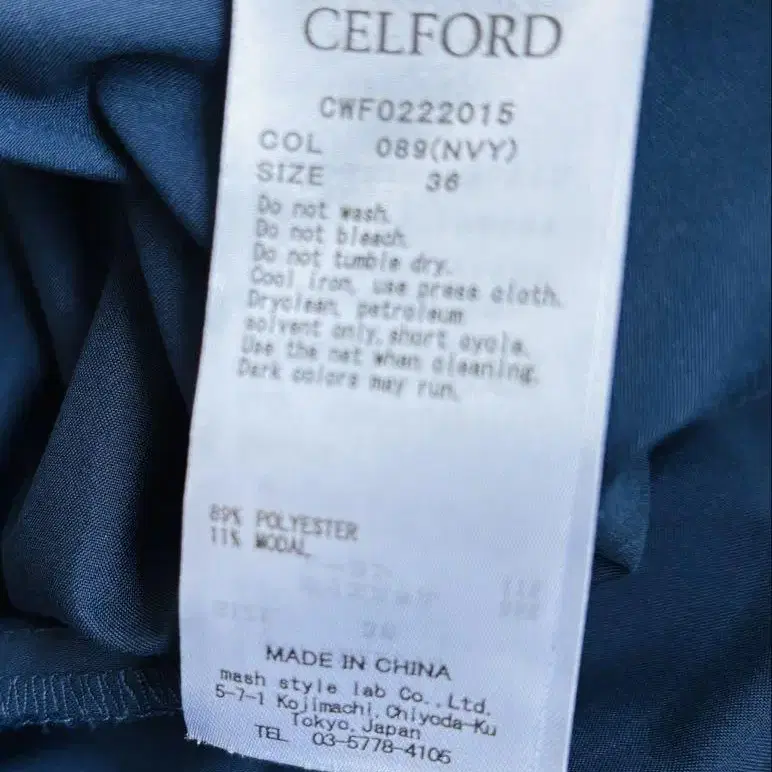 CELFORD
CWF0222015
COL 089(NVY)
SIZE 36
Do not wash.
Do not bleach.
Do not tumble dry.
Cool iron, use press cloth.
Dryclean, petroleum
solvent only, short cycle.
Use the net when cleaning.
Dark colors may run.
89% POLYESTER
11% MODAL
MADE IN CHINA
mash style lab Co.,Ltd.
5-7-1 Kojimachi, Chiyoda-Ku
Tokyo, Japan
TEL 03-5778-4105